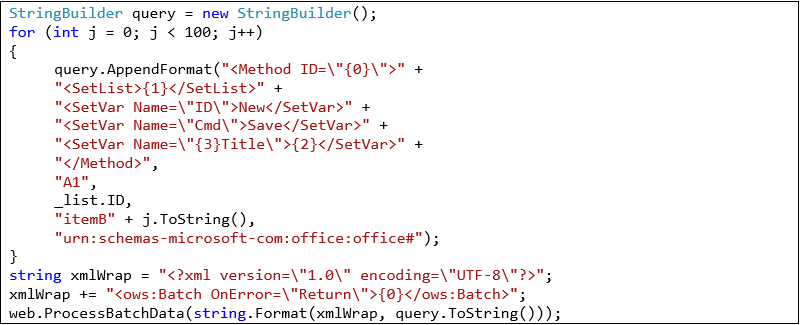 StringBuilder query = new StringBuilder();
for (int j = 0; j < 100; j++)
{
query.AppendFormat("<Method ID=\"{0}\">" +
"<SetList>{1}</SetList>" +
"<SetVar Name=\"ID\">New</SetVar>" +
"<SetVar Name=\"Cmd\">Save</SetVar>" +
"<SetVar Name=\"{3}Title\">{2}</SetVar>" +
"</Method>",
"A1",
_list.ID,
"itemB" + j.ToString(),
"urn:schemas-microsoft-com:office:office#");
}
string xmlWrap = "<?xml version=\"1.0\" encoding=\"UTF-8\"?>";
xmlWrap += "<ows:Batch OnError=\"Return\">{0}</ows:Batch>";
web.ProcessBatchData(string.Format(xmlWrap, query.ToString()));